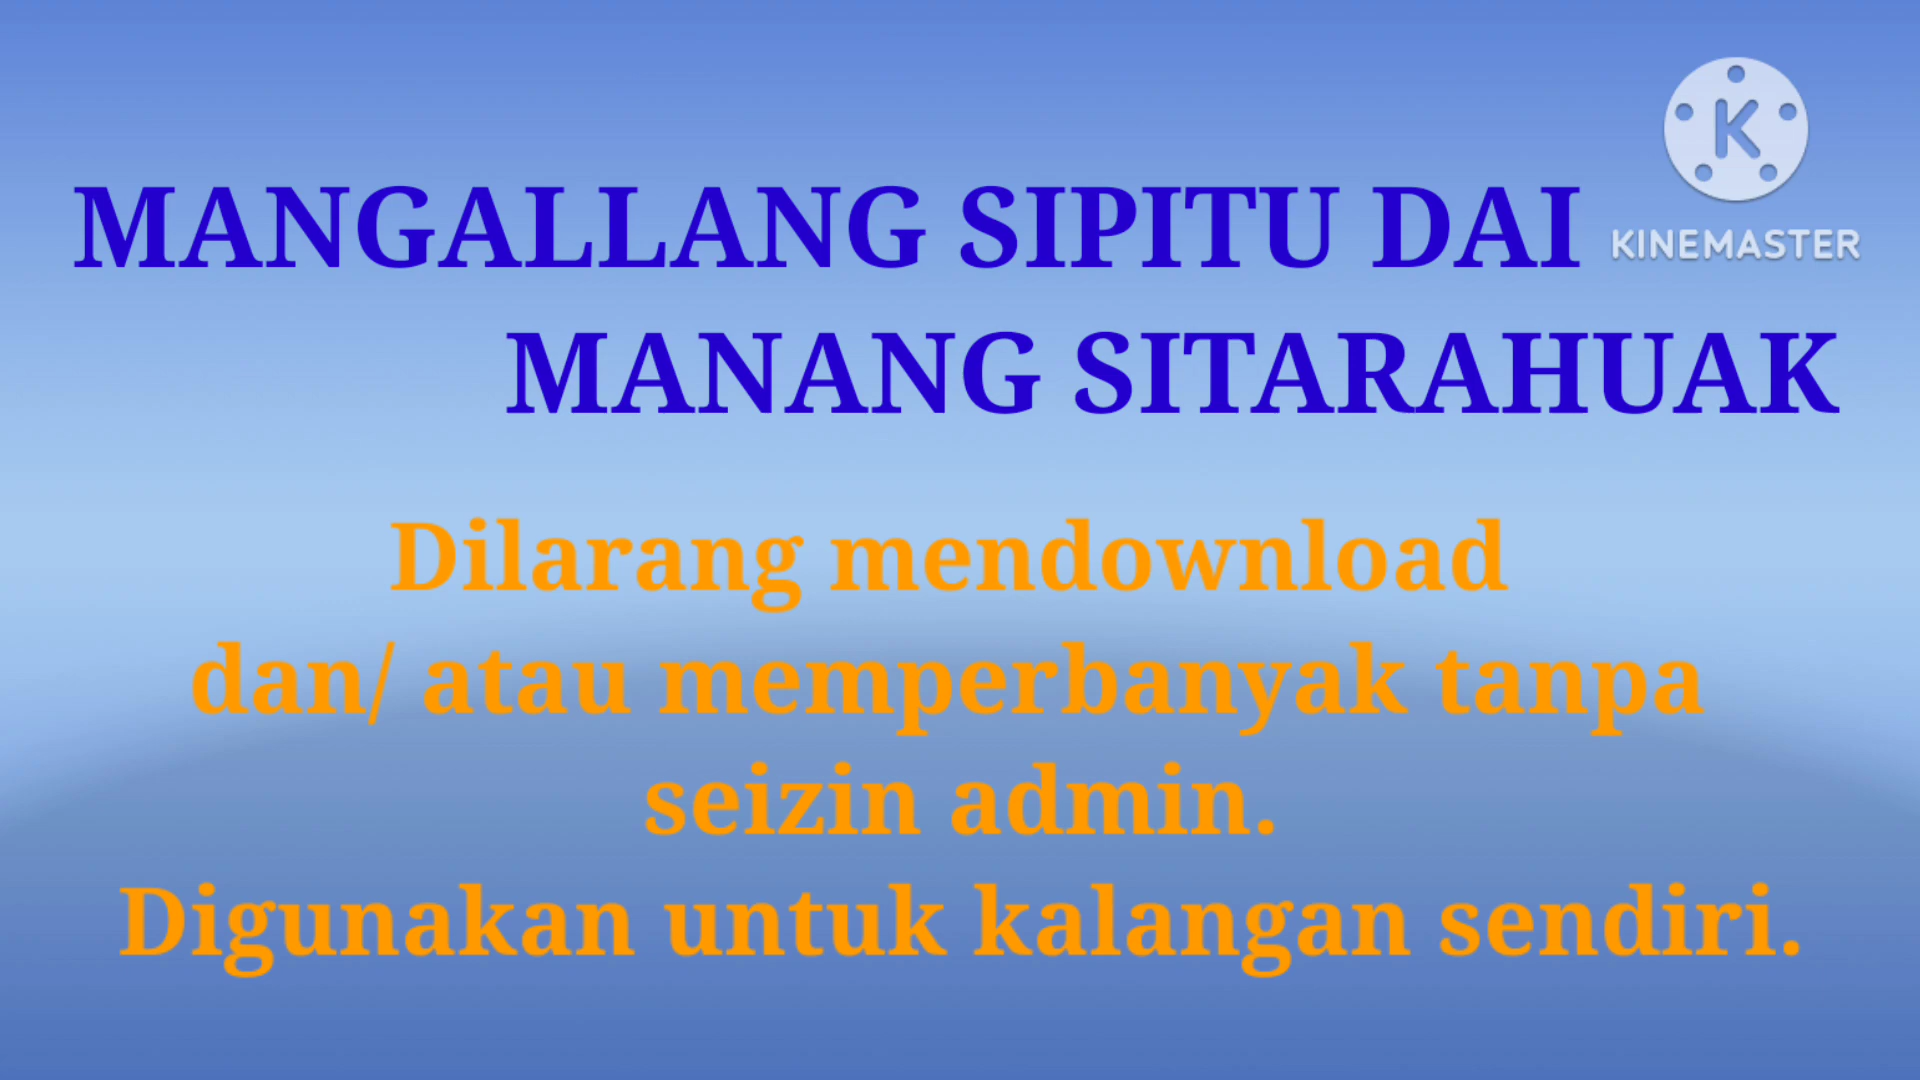 MANGALLANG SIPITU DAI
MANANG SITARAHUAK
KINEMASTER
Dilarang mendownload
dan/ atau memperbanyak tanpa
seizin admin.
Digunakan untuk kalangan sendiri.